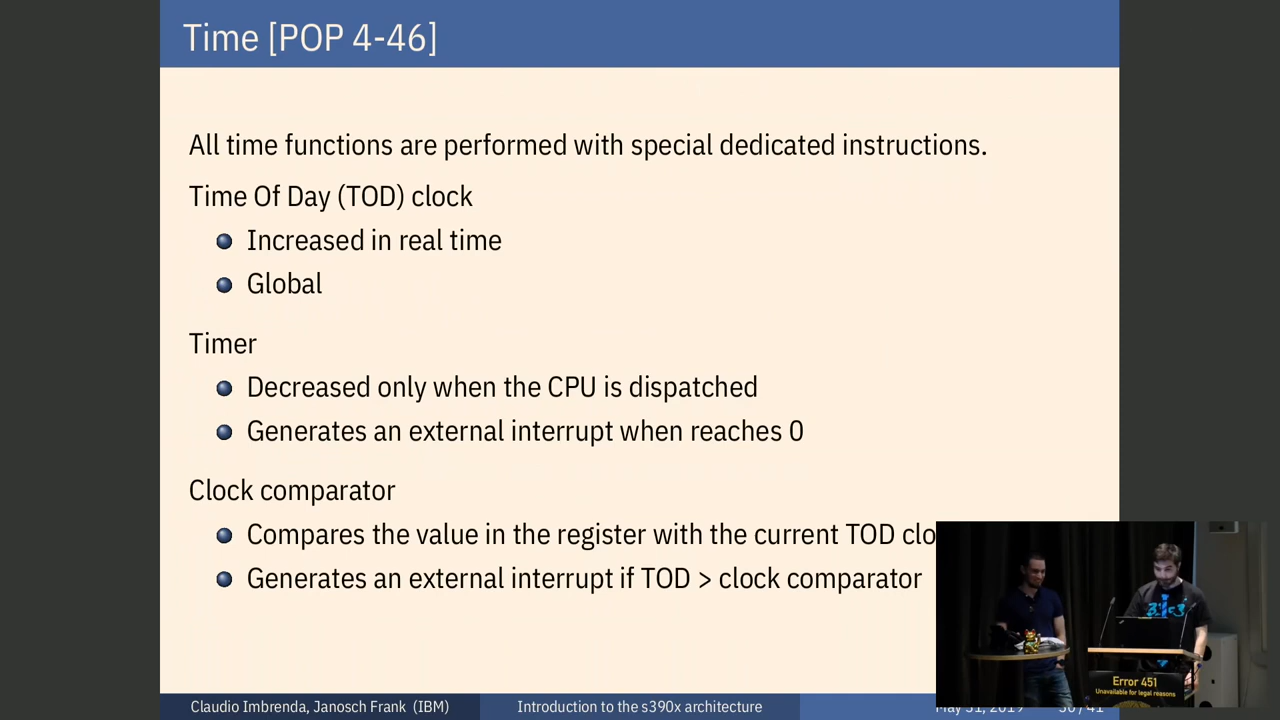 Time [POP 4-46]
All time functions are performed with special dedicated instructions.
Time Of Day (TOD) clock
Increased in real time
Global
Timer
Decreased only when the CPU is dispatched
Generates an external interrupt when reaches 0
Clock comparator
Compares the value in the register with the current TOD clo
Generates an external interrupt if TOD > clock comparator
Error 451
Unavailable for legal reasons
Claudio Imbrenda, Janosch Frank (IBM) Introduction to the s390x architecture May 31, 2019